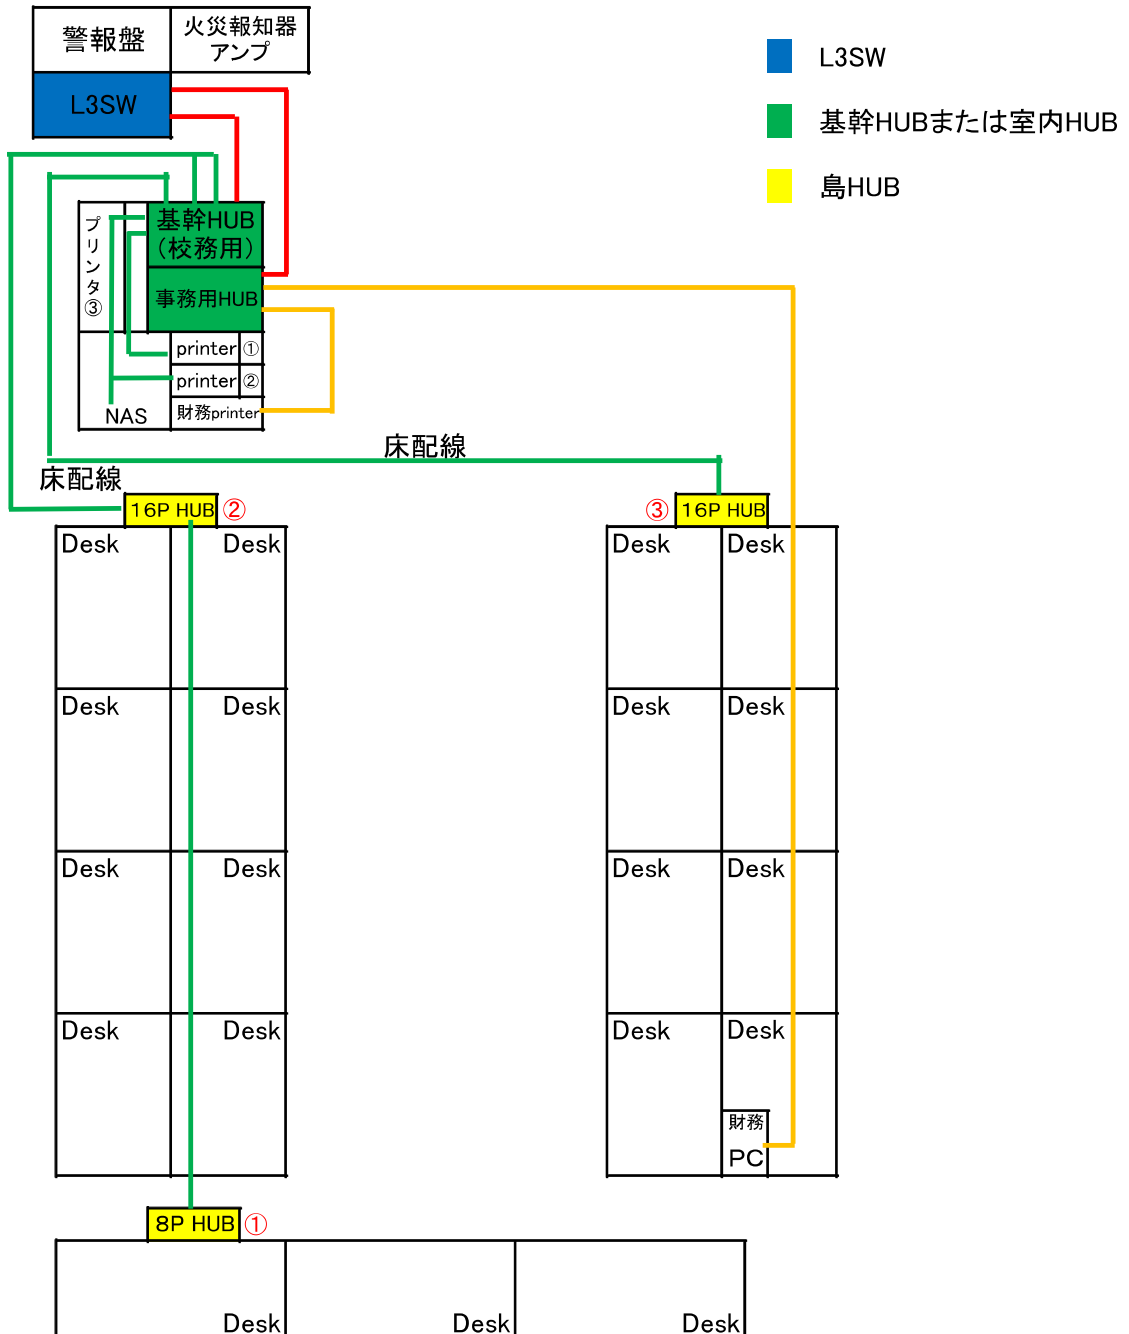 警報盤
火災報知器
アンプ
L3SW
L3SW
基幹HUBまたは室内HUB
島HUB
プリンタ③
基幹HUB
(校務用)
事務用HUB
printer ①
printer ②
NAS
財務printer
床配線
床配線
16P HUB ②
③ 16P HUB
Desk Desk Desk Desk
Desk Desk Desk Desk
Desk Desk Desk Desk
Desk Desk Desk Desk
財務
PC
8P HUB ①
Desk Desk Desk